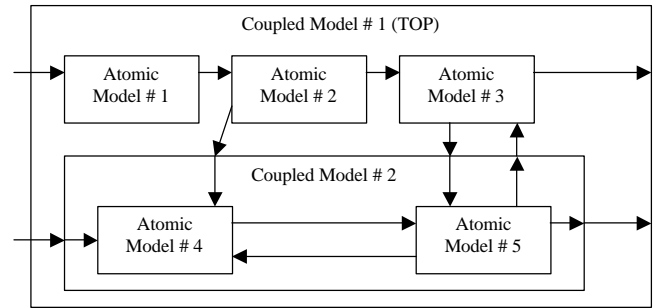 Coupled Model # 1 (TOP)
Atomic
Model # 1
Atomic
Model # 2
Atomic
Model # 3
Coupled Model # 2
Atomic
Model # 4
Atomic
Model # 5